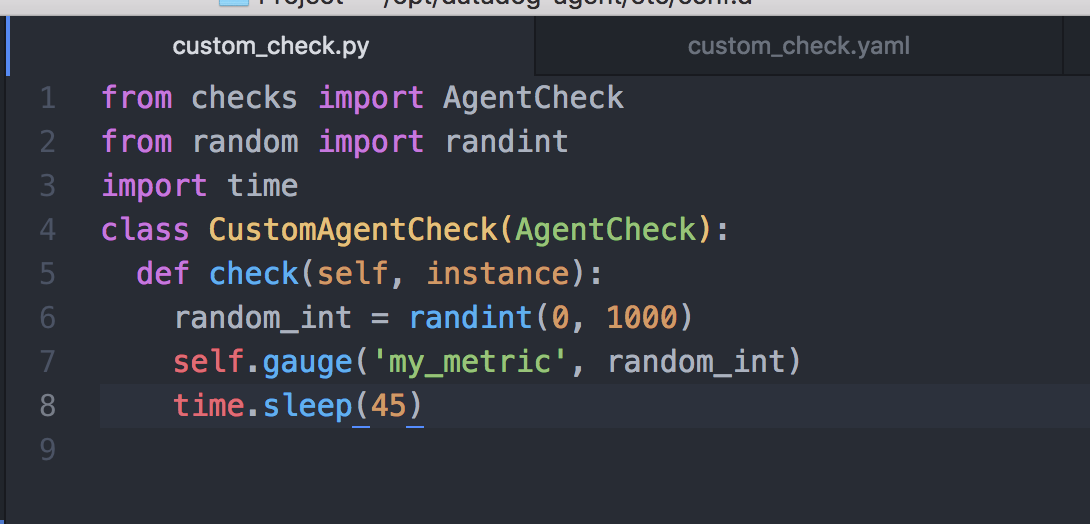 Project — /opt/datadog-agent/etc/conf.d
custom_check.py custom_check.yaml
1 from checks import AgentCheck
2 from random import randint
3 import time
4 class CustomAgentCheck(AgentCheck):
5 def check(self, instance):
6 random_int = randint(0, 1000)
7 self.gauge('my_metric', random_int)
8 time.sleep(45)
9